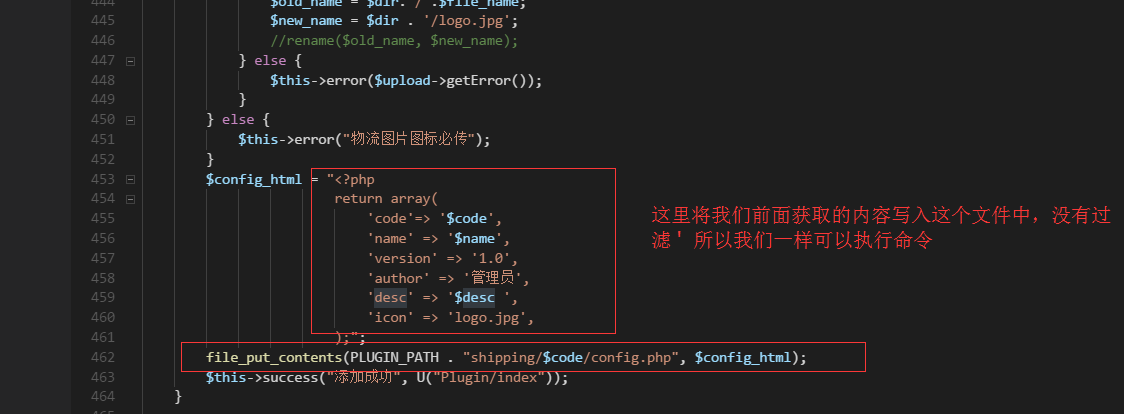 444 $old_name = $dir. '/' .$file_name;
445 $new_name = $dir . '/logo.jpg';
446 //rename($old_name, $new_name);
447 } else {
448 $this->error($upload->getError());
449 }
450 } else {
451 $this->error("物流图片图标必传");
452 }
453 $config_html = "<?php
454 return array(
455 'code'=> '$code',
456 'name' => '$name',
457 'version' => '1.0',
458 'author' => '管理员',
459 'desc' => '$desc ',
460 'icon' => 'logo.jpg',
461 );";
462 file_put_contents(PLUGIN_PATH . "shipping/$code/config.php", $config_html);
463 $this->success("添加成功", U("Plugin/index"));
464 }
这里将我们前面获取的内容写入这个文件中，没有过
滤 ' 所以我们一样可以执行命令